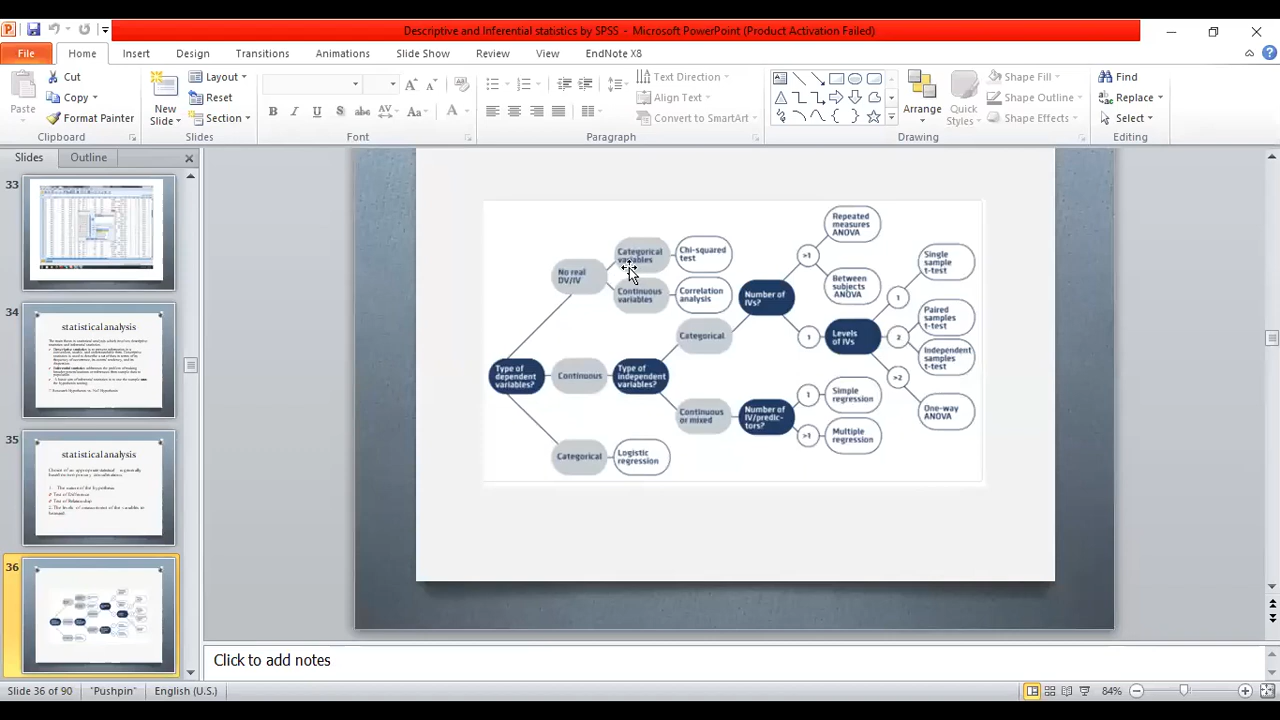 Descriptive and Inferential statistics by SPSS - Microsoft PowerPoint (Product Activation Failed)
File Home Insert Design Transitions Animations Slide Show Review View EndNote X8
Paste
Cut
Copy
Format Painter
Clipboard
New
Slide
Layout
Reset
Section
Slides
B I U S abc AV Aa A
Font
Text Direction
Align Text
Convert to SmartArt
Paragraph
Arrange
Quick
Styles
Shape Fill
Shape Outline
Shape Effects
Drawing
Find
Replace
Select
Editing
Slides Outline
33
34
statistical analysis
35
statistical analysis
36
Type of
dependent
variables?
No real
DV/IV
Categorical
variables
Chi-squared
test
Continuous
variables
Correlation
analysis
Continuous
Type of
independent
variables?
Categorical
Number of
IVs?
>1
Repeated
measures
ANOVA
Between
subjects
ANOVA
1
Levels
of IVs
1
Single
sample
t-test
2
Paired
samples
t-test
Independent
samples
t-test
>2
One-way
ANOVA
Continuous
or mixed
Number of
IV/predic-
tors?
1
Simple
regression
>1
Multiple
regression
Categorical
Logistic
regression
Click to add notes
Slide 36 of 90 "Pushpin" English (U.S.) 84%